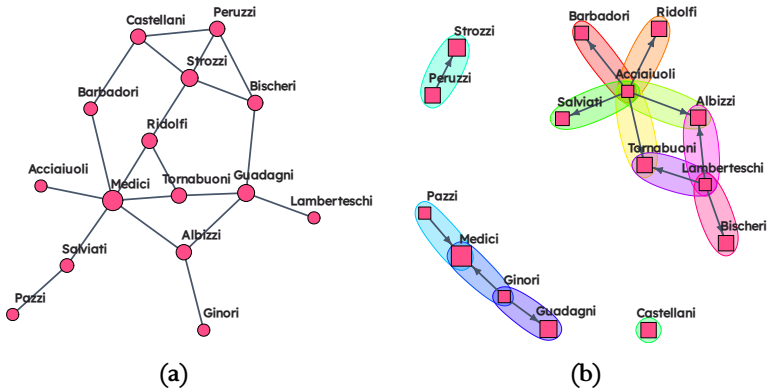 Peruzzi
Castellani
Strozzi
Bischeri
Barbadori
Ridolfi
Acciaiuoli
Medici
Tornabuoni
Guadagni
Lamberteschi
Salviati
Albizzi
Pazzi
Ginori
(a)
Strozzi
Peruzzi
Barbadori
Ridolfi
Acciaiuoli
Salviati
Albizzi
Tornabuoni
Lamberteschi
Bischeri
Pazzi
Medici
Ginori
Guadagni
Castellani
(b)